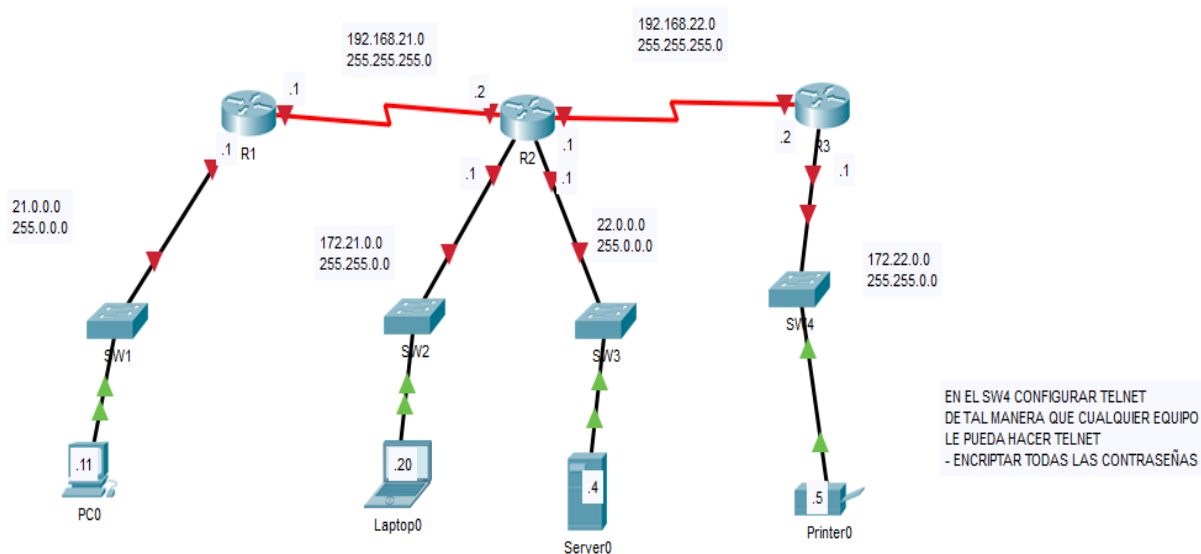 192.168.21.0
255.255.255.0
192.168.22.0
255.255.255.0
.1
.2
R1
.1
R2
.1
.2
R3
.1
21.0.0.0
255.0.0.0
.1
.1
.1
172.21.0.0
255.255.0.0
22.0.0.0
255.0.0.0
172.22.0.0
255.255.0.0
SW1
SW2
SW3
SW4
EN EL SW4 CONFIGURAR TELNET
DE TAL MANERA QUE CUALQUIER EQUIPO
LE PUEDA HACER TELNET
- ENCRIPTAR TODAS LAS CONTRASEÑAS
.11
.20
.4
.5
PC0
Laptop0
Server0
Printer0